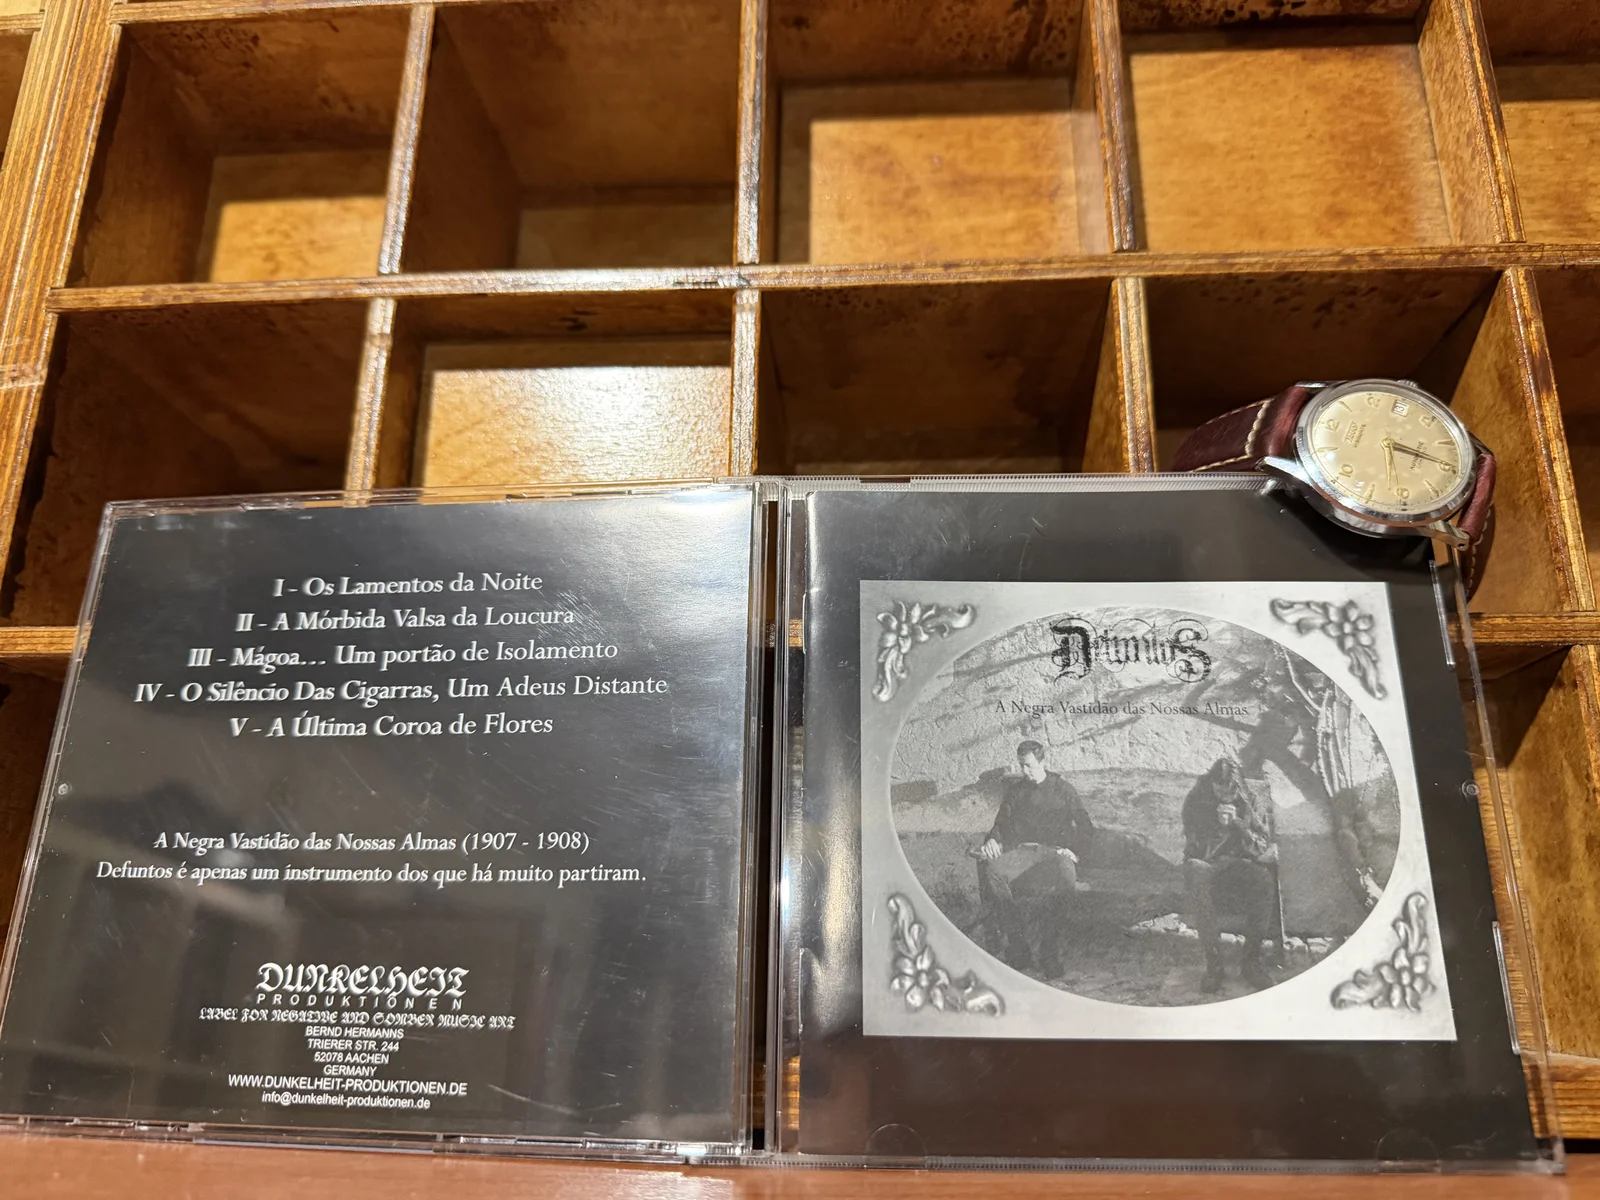 I - Os Lamentos da Noite
II - A Mórbida Valsa da Loucura
III - Mágoa... Um portão de Isolamento
IV - O Silêncio Das Cigarras, Um Adeus Distante
V - A Última Coroa de Flores
A Negra Vastidão das Nossas Almas (1907 - 1908)
Defuntos é apenas um instrumento dos que há muito partiram.
DUNKELHEIT
PRODUKTIONEN
LABEL FOR NEGATIVE AND SOMBER MUSIC ART
BERND HERMANNS
TRIERER STR. 244
52078 AACHEN
GERMANY
WWW.DUNKELHEIT-PRODUKTIONEN.DE
info@dunkelheit-produktionen.de
Defuntos
A Negra Vastidão das Nossas Almas